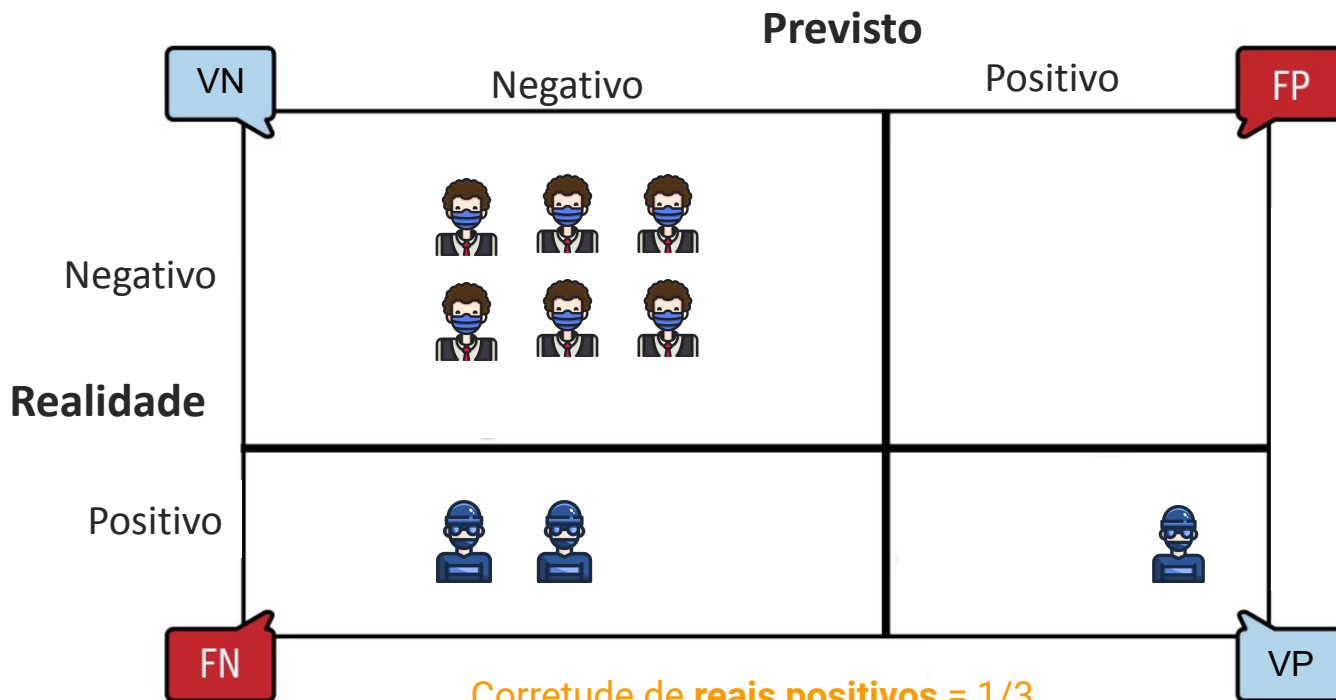 Previsto
VN
Negativo
Positivo
FP
Negativo
Realidade
Positivo
FN
VP
Corretude de reais positivos = 1/3